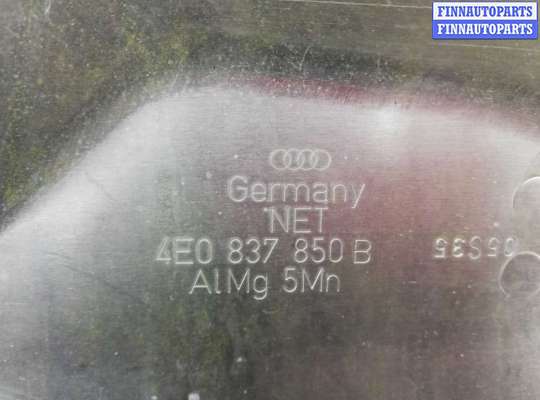 FINNAUTOPARTS
FINNAUTOPARTS
Germany
NET
4E0 837 850 B
AlMg 5Mn